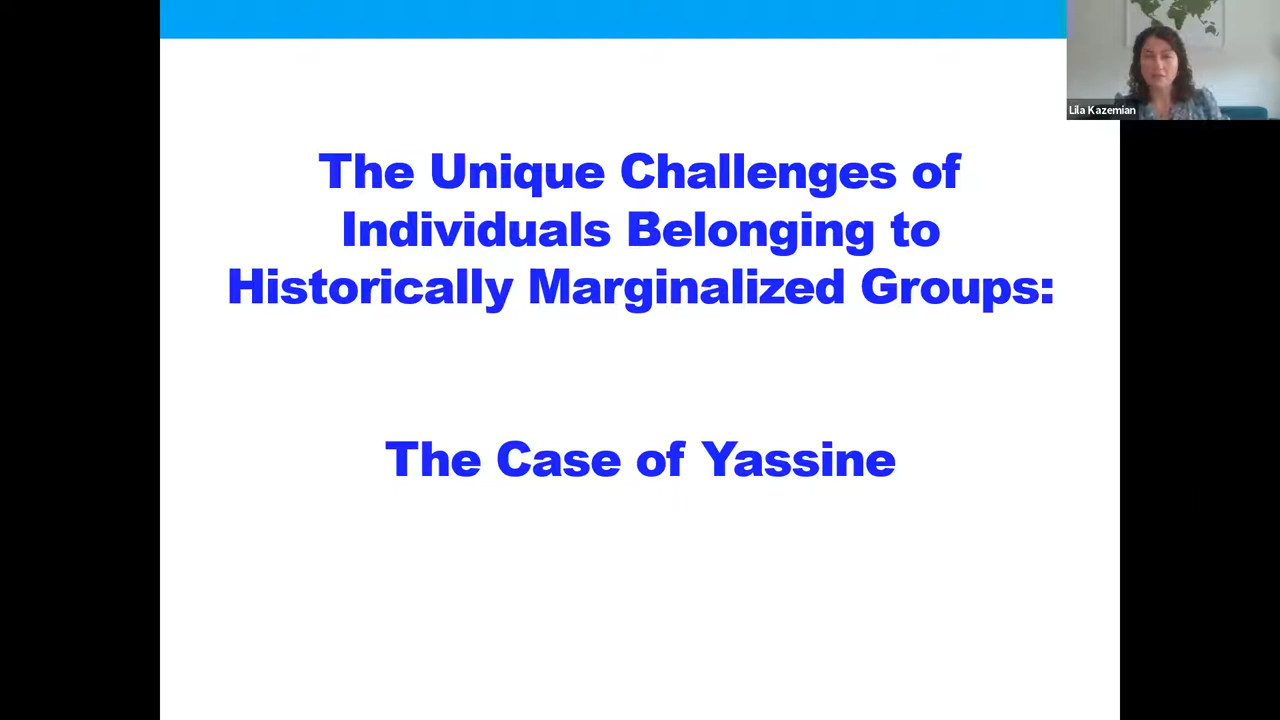 Lila Kazemian
The Unique Challenges of
Individuals Belonging to
Historically Marginalized Groups:
The Case of Yassine